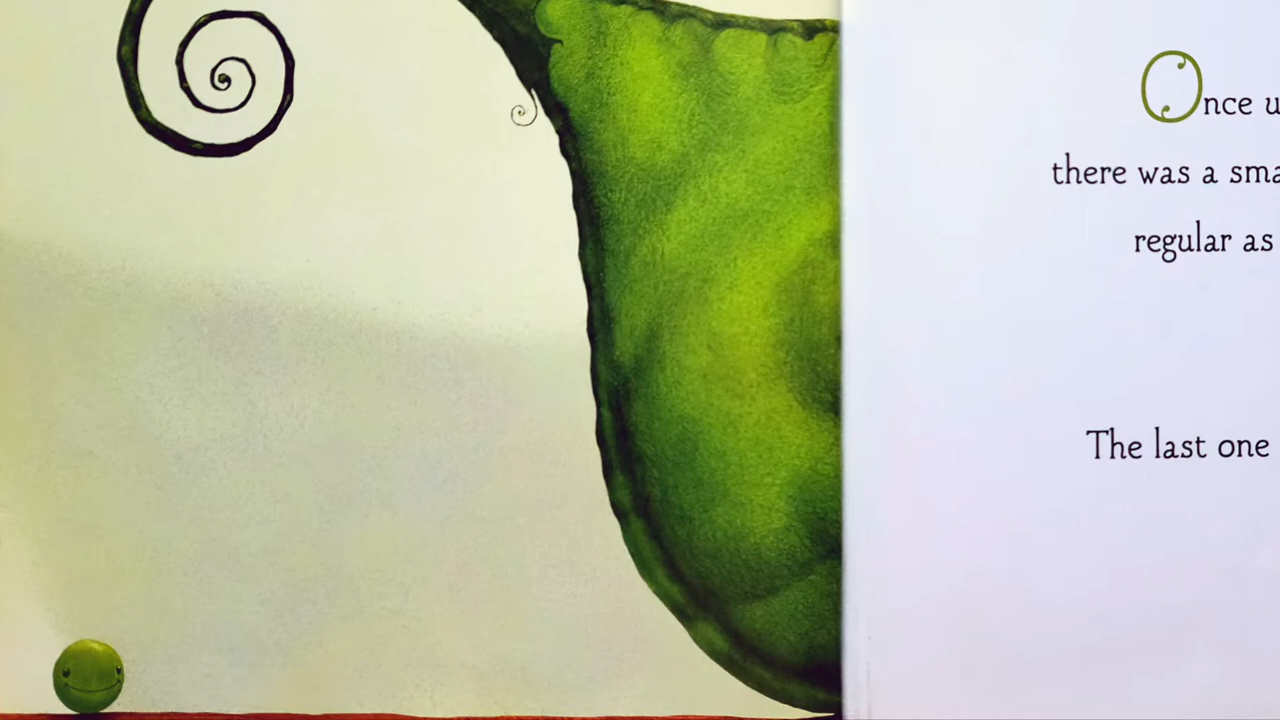 Once u
there was a sma
regular as
The last one